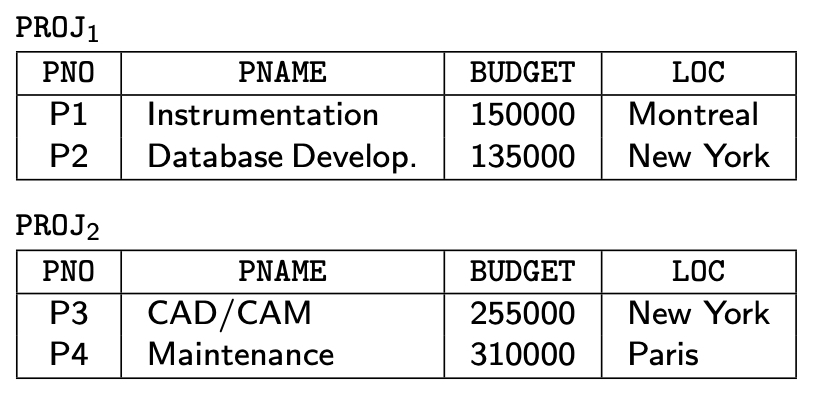 PROJ₁
PNO PNAME BUDGET LOC
P1 Instrumentation 150000 Montreal
P2 Database Develop. 135000 New York
PROJ₂
PNO PNAME BUDGET LOC
P3 CAD/CAM 255000 New York
P4 Maintenance 310000 Paris